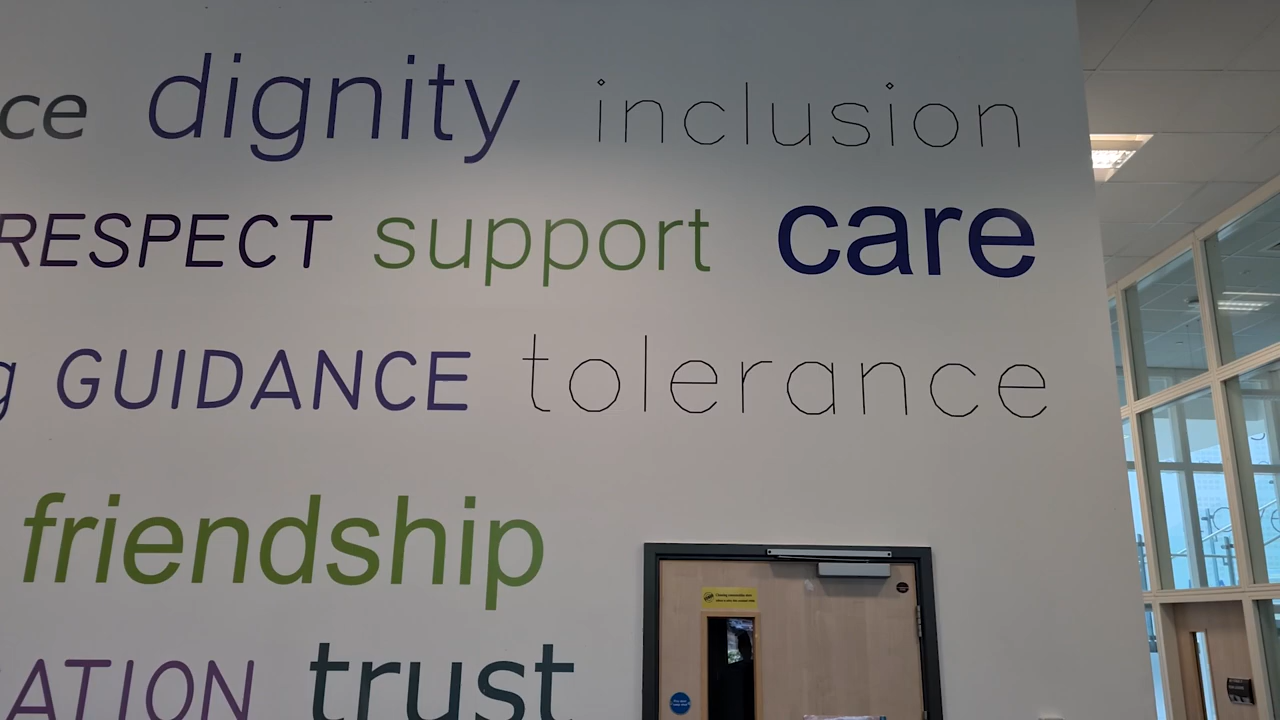 ce dignity inclusion
RESPECT support care
g GUIDANCE tolerance
friendship
ATION trust